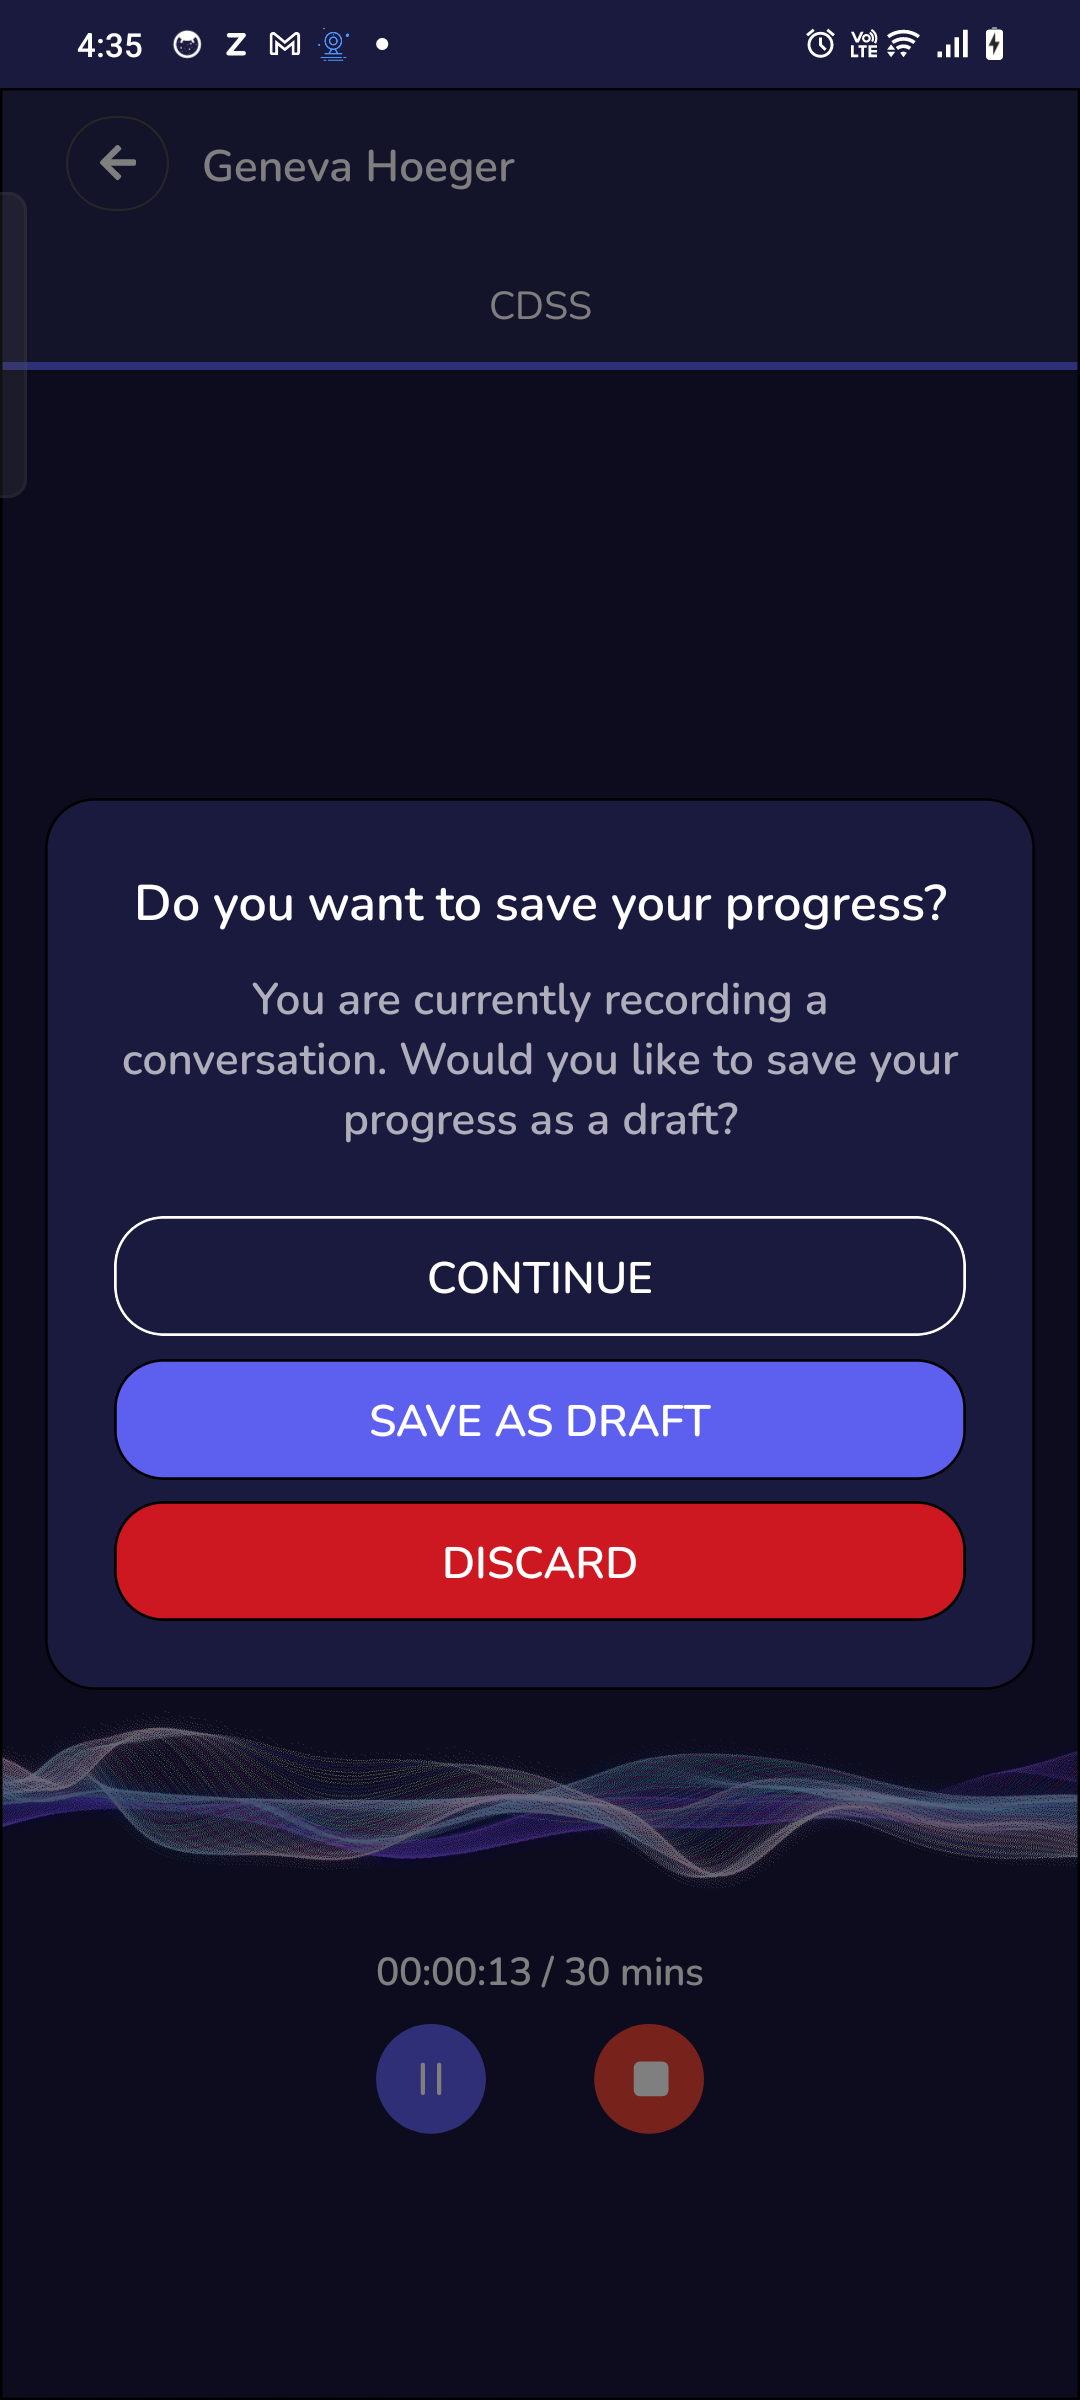 4:35
Z
Vo)) LTE
Geneva Hoeger
CDSS
Do you want to save your progress?
You are currently recording a
conversation. Would you like to save your
progress as a draft?
CONTINUE
SAVE AS DRAFT
DISCARD
00:00:13 / 30 mins